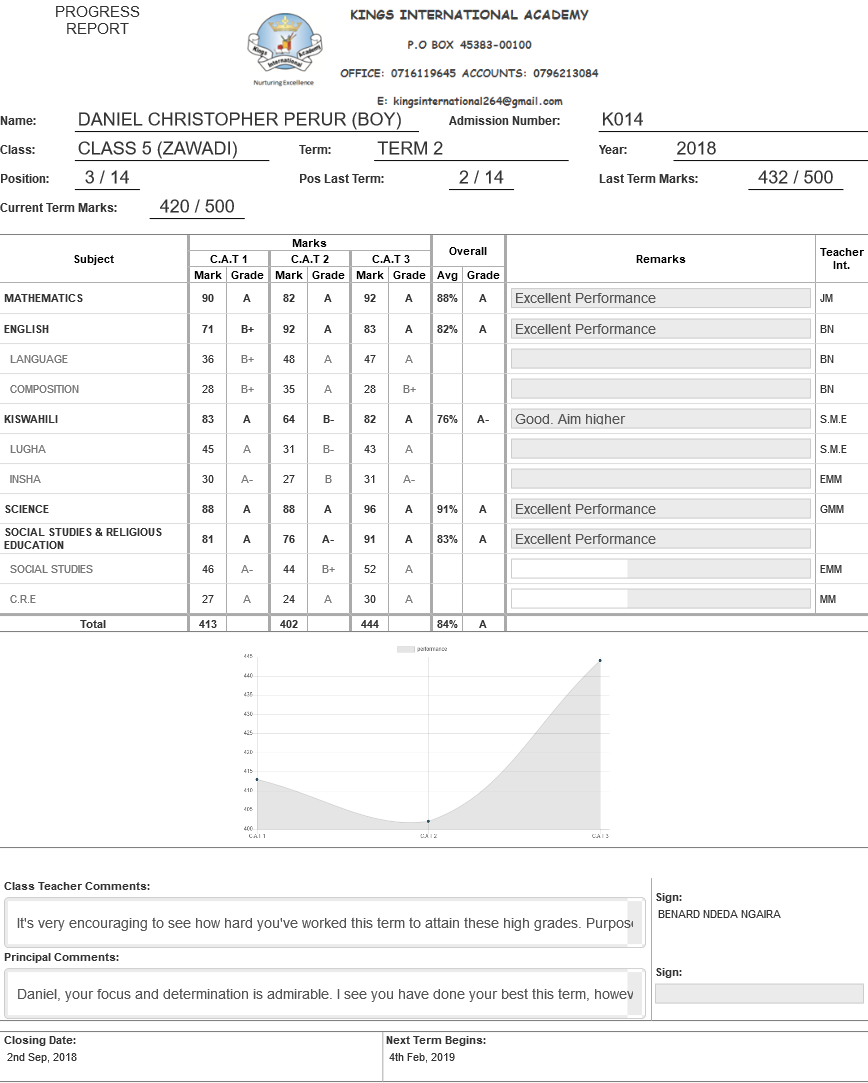 PROGRESS
REPORT
KINGS INTERNATIONAL ACADEMY
P.O BOX 45383-00100
OFFICE: 0716119645 ACCOUNTS: 0796213084
E: kingsinternational264@gmail.com
Kings Academy
International
Nurturing Excellence
Name: DANIEL CHRISTOPHER PERUR (BOY) Admission Number: K014
Class: CLASS 5 (ZAWADI) Term: TERM 2 Year: 2018
Position: 3 / 14 Pos Last Term: 2 / 14 Last Term Marks: 432 / 500
Current Term Marks: 420 / 500
Subject Marks Overall Remarks Teacher Int.
C.A.T 1 C.A.T 2 C.A.T 3
Mark Grade Mark Grade Mark Grade Avg Grade
MATHEMATICS 90 A 82 A 92 A 88% A Excellent Performance JM
ENGLISH 71 B+ 92 A 83 A 82% A Excellent Performance BN
LANGUAGE 36 B+ 48 A 47 A BN
COMPOSITION 28 B+ 35 A 28 B+ BN
KISWAHILI 83 A 64 B- 82 A 76% A- Good. Aim higher S.M.E
LUGHA 45 A 31 B- 43 A S.M.E
INSHA 30 A- 27 B 31 A- EMM
SCIENCE 88 A 88 A 96 A 91% A Excellent Performance GMM
SOCIAL STUDIES & RELIGIOUS
EDUCATION 81 A 76 A- 91 A 83% A Excellent Performance
SOCIAL STUDIES 46 A- 44 B+ 52 A EMM
C.R.E 27 A 24 A 30 A MM
Total 413 402 444 84% A
performance
445
440
435
430
425
420
415
410
405
400
C.A.T 1 C.A.T 2 C.A.T 3
Class Teacher Comments:
It's very encouraging to see how hard you've worked this term to attain these high grades. Purpose
Sign:
BENARD NDEDA NGAIRA
Principal Comments:
Daniel, your focus and determination is admirable. I see you have done your best this term, howev
Sign:
Closing Date: Next Term Begins:
2nd Sep, 2018 4th Feb, 2019